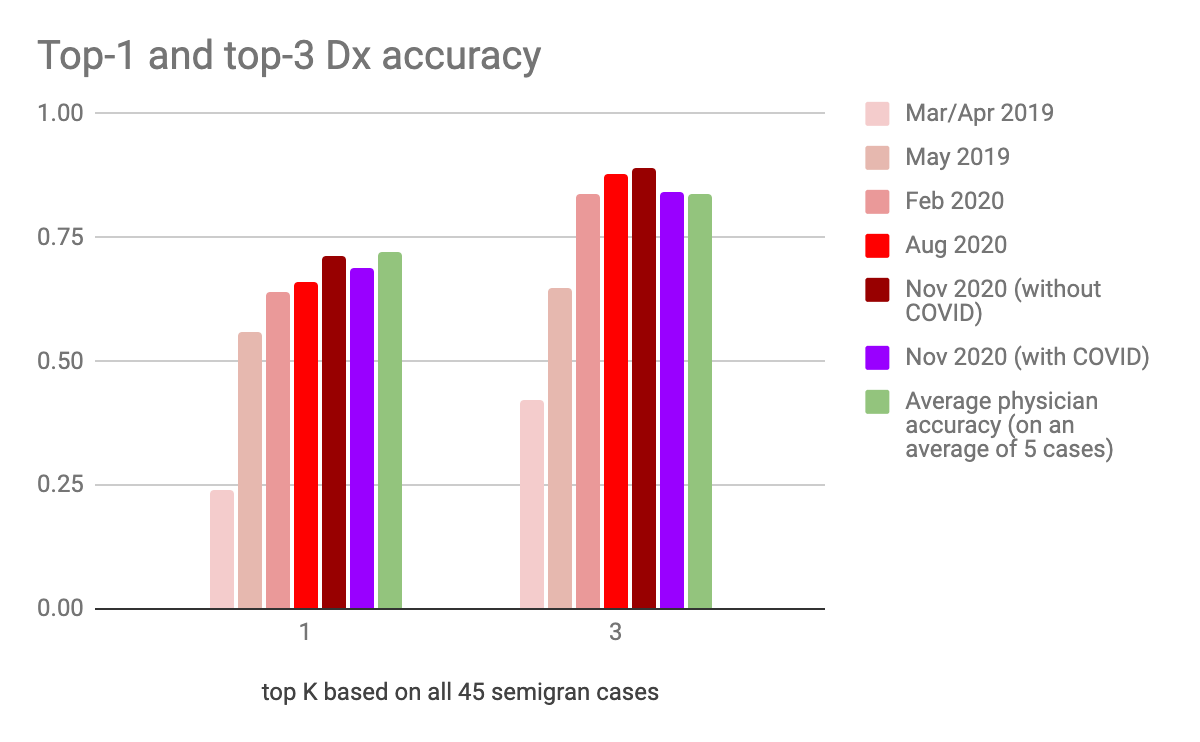 Top-1 and top-3 Dx accuracy
1.00
0.75
0.50
0.25
0.00
1
3
top K based on all 45 semigran cases
Mar/Apr 2019
May 2019
Feb 2020
Aug 2020
Nov 2020 (without
COVID)
Nov 2020 (with COVID)
Average physician
accuracy (on an
average of 5 cases)